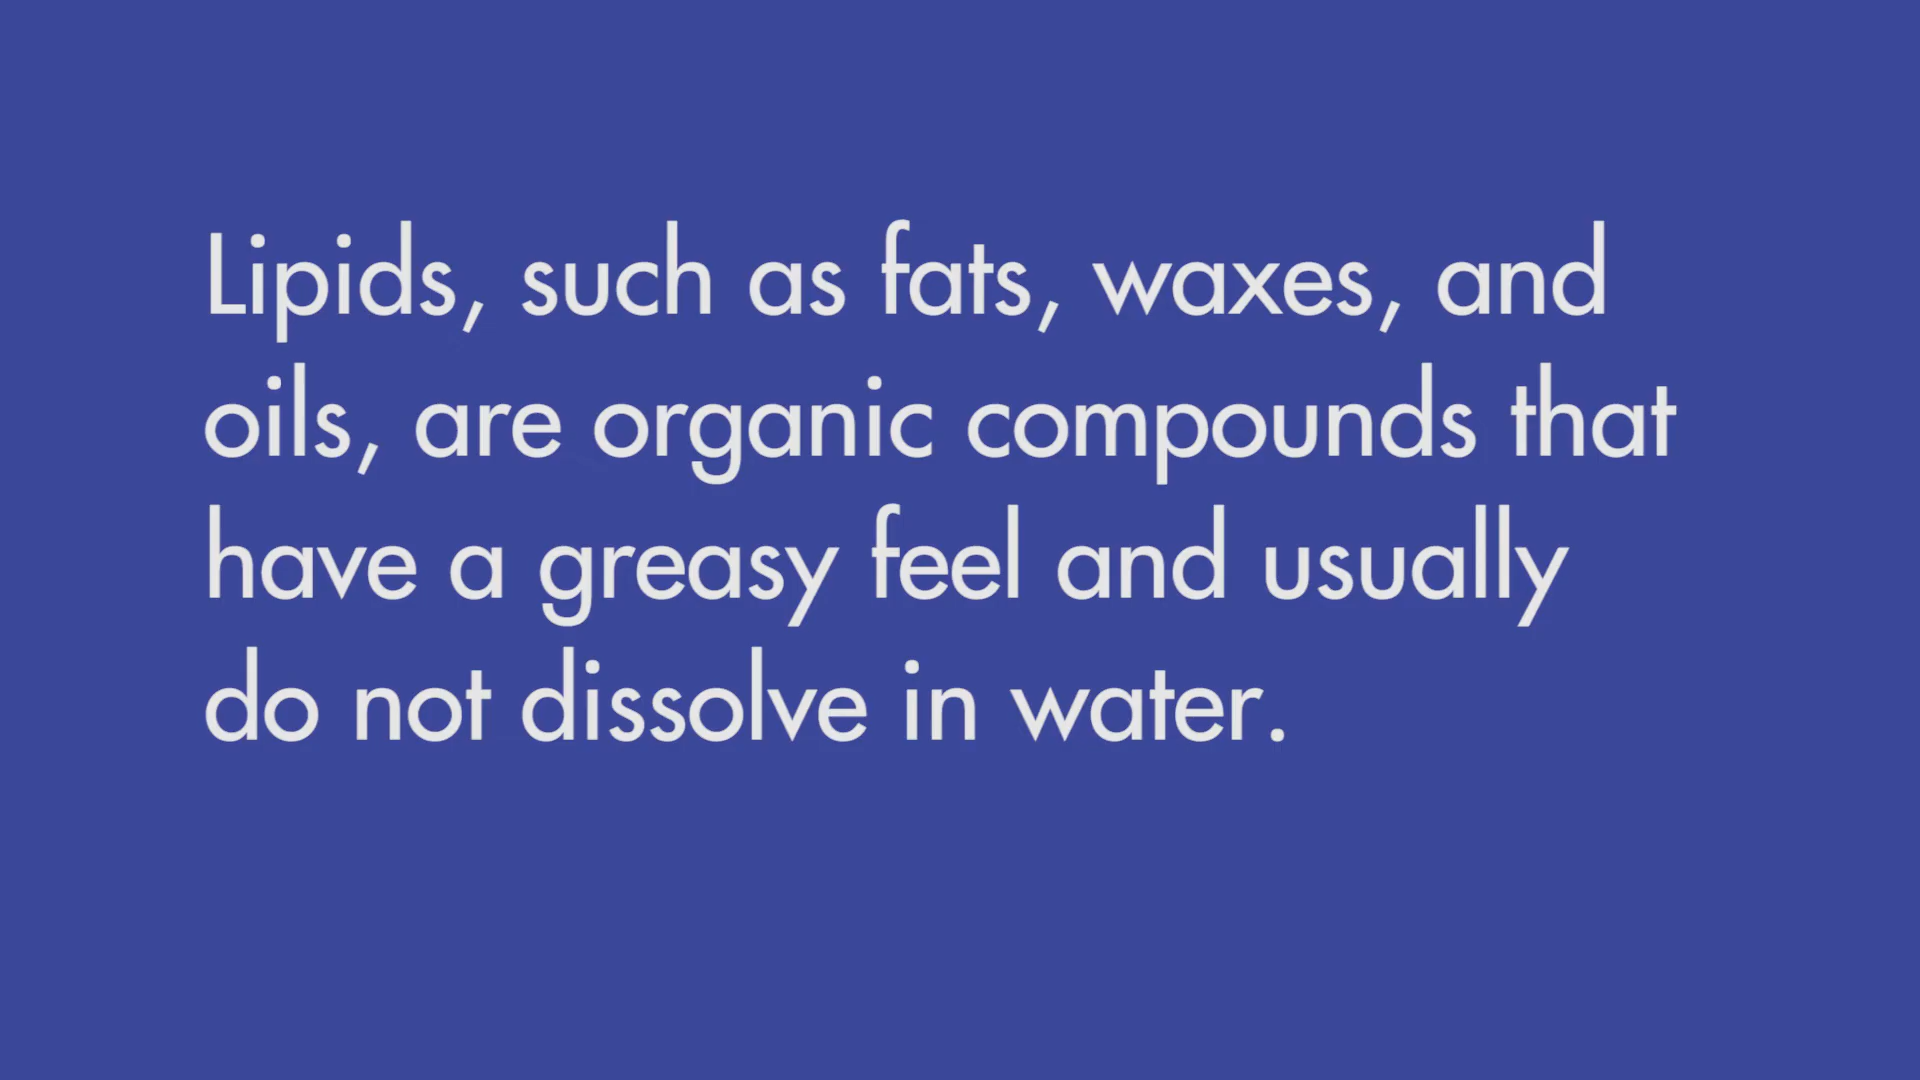 Lipids, such as fats, waxes, and
oils, are organic compounds that
have a greasy feel and usually
do not dissolve in water.